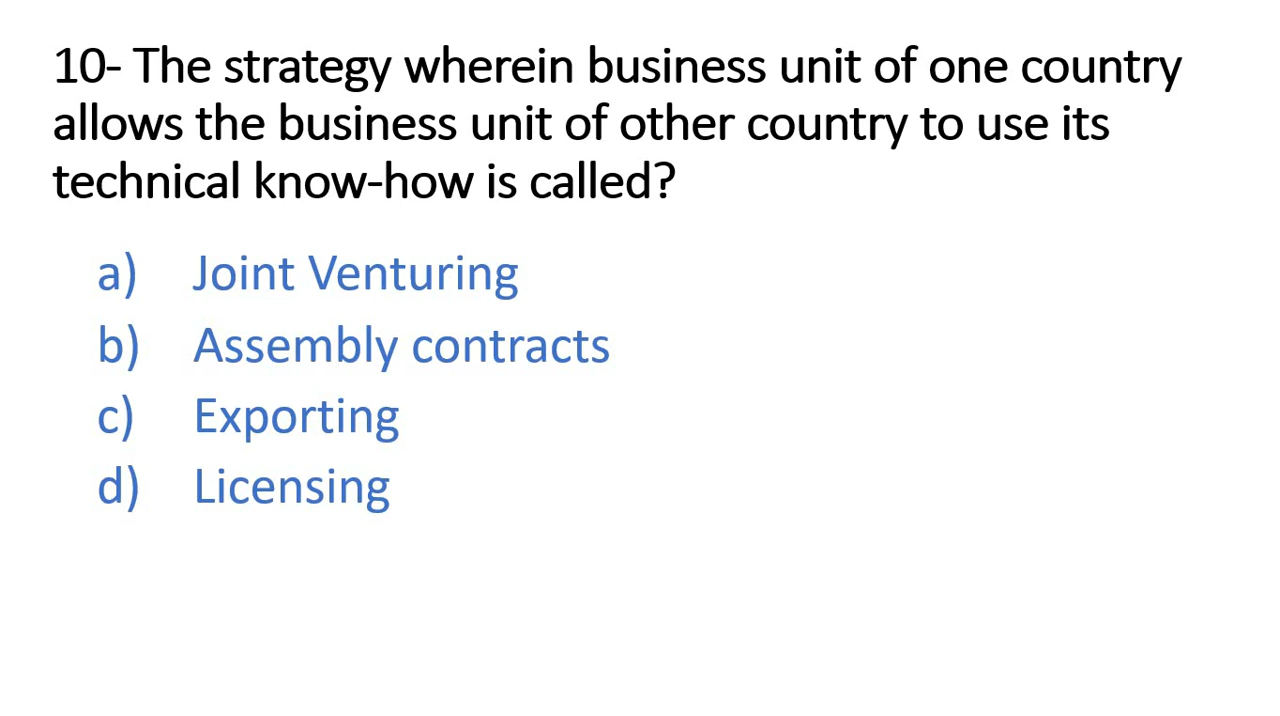 10- The strategy wherein business unit of one country
allows the business unit of other country to use its
technical know-how is called?
a) Joint Venturing
b) Assembly contracts
c) Exporting
d) Licensing